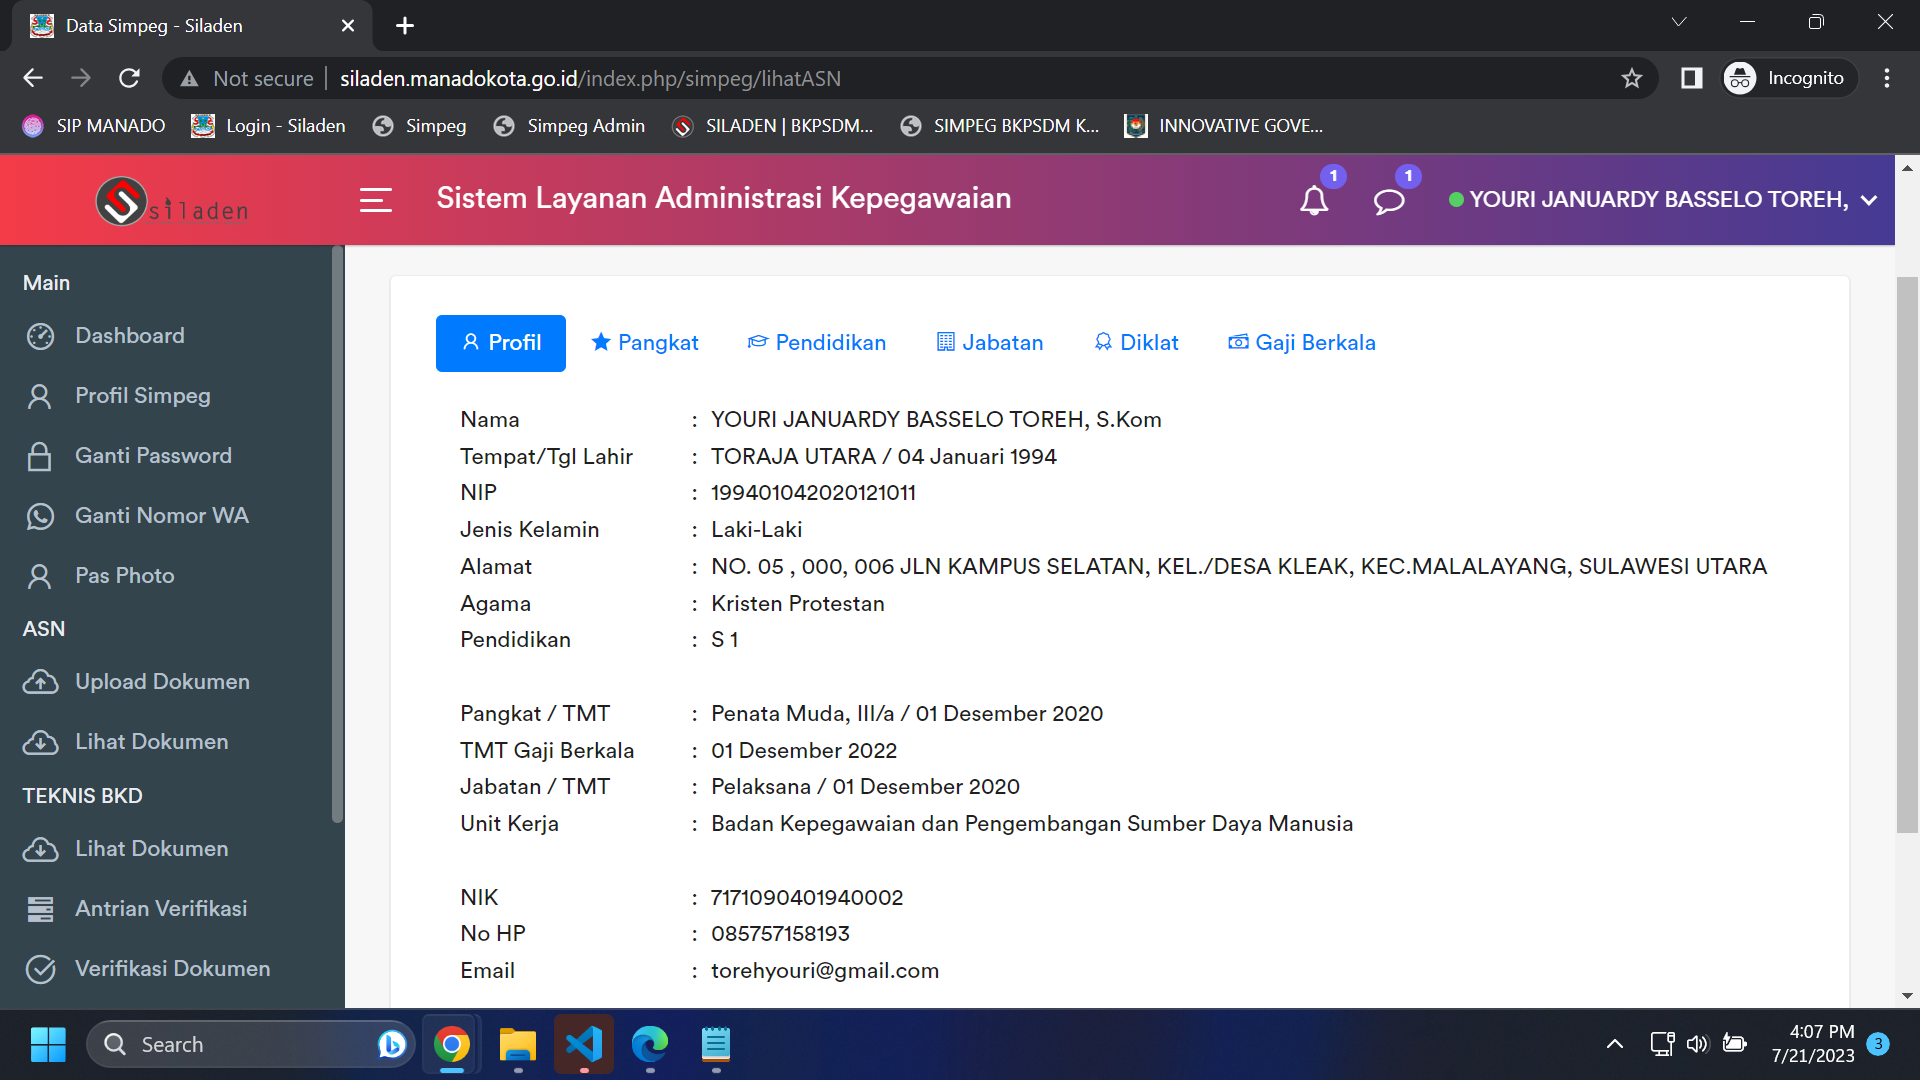 Data Simpeg - Siladen
Not secure siladen.manadokota.go.id/index.php/simpeg/lihatASN
Incognito
SIP MANADO Login - Siladen Simpeg Simpeg Admin SILADEN | BKPSDM... SIMPEG BKPSDM K... INNOVATIVE GOVE...
siladen Sistem Layanan Administrasi Kepegawaian 1 1 YOURI JANUARDY BASSELO TOREH,
Main
Dashboard
Profil Simpeg
Ganti Password
Ganti Nomor WA
Pas Photo
ASN
Upload Dokumen
Lihat Dokumen
TEKNIS BKD
Lihat Dokumen
Antrian Verifikasi
Verifikasi Dokumen
Profil Pangkat Pendidikan Jabatan Diklat Gaji Berkala
Nama : YOURI JANUARDY BASSELO TOREH, S.Kom
Tempat/Tgl Lahir : TORAJA UTARA / 04 Januari 1994
NIP : 199401042020121011
Jenis Kelamin : Laki-Laki
Alamat : NO. 05 , 000, 006 JLN KAMPUS SELATAN, KEL./DESA KLEAK, KEC.MALALAYANG, SULAWESI UTARA
Agama : Kristen Protestan
Pendidikan : S 1
Pangkat / TMT : Penata Muda, III/a / 01 Desember 2020
TMT Gaji Berkala : 01 Desember 2022
Jabatan / TMT : Pelaksana / 01 Desember 2020
Unit Kerja : Badan Kepegawaian dan Pengembangan Sumber Daya Manusia
NIK : 7171090401940002
No HP : 085757158193
Email : torehyouri@gmail.com
Search
4:07 PM
7/21/2023 3